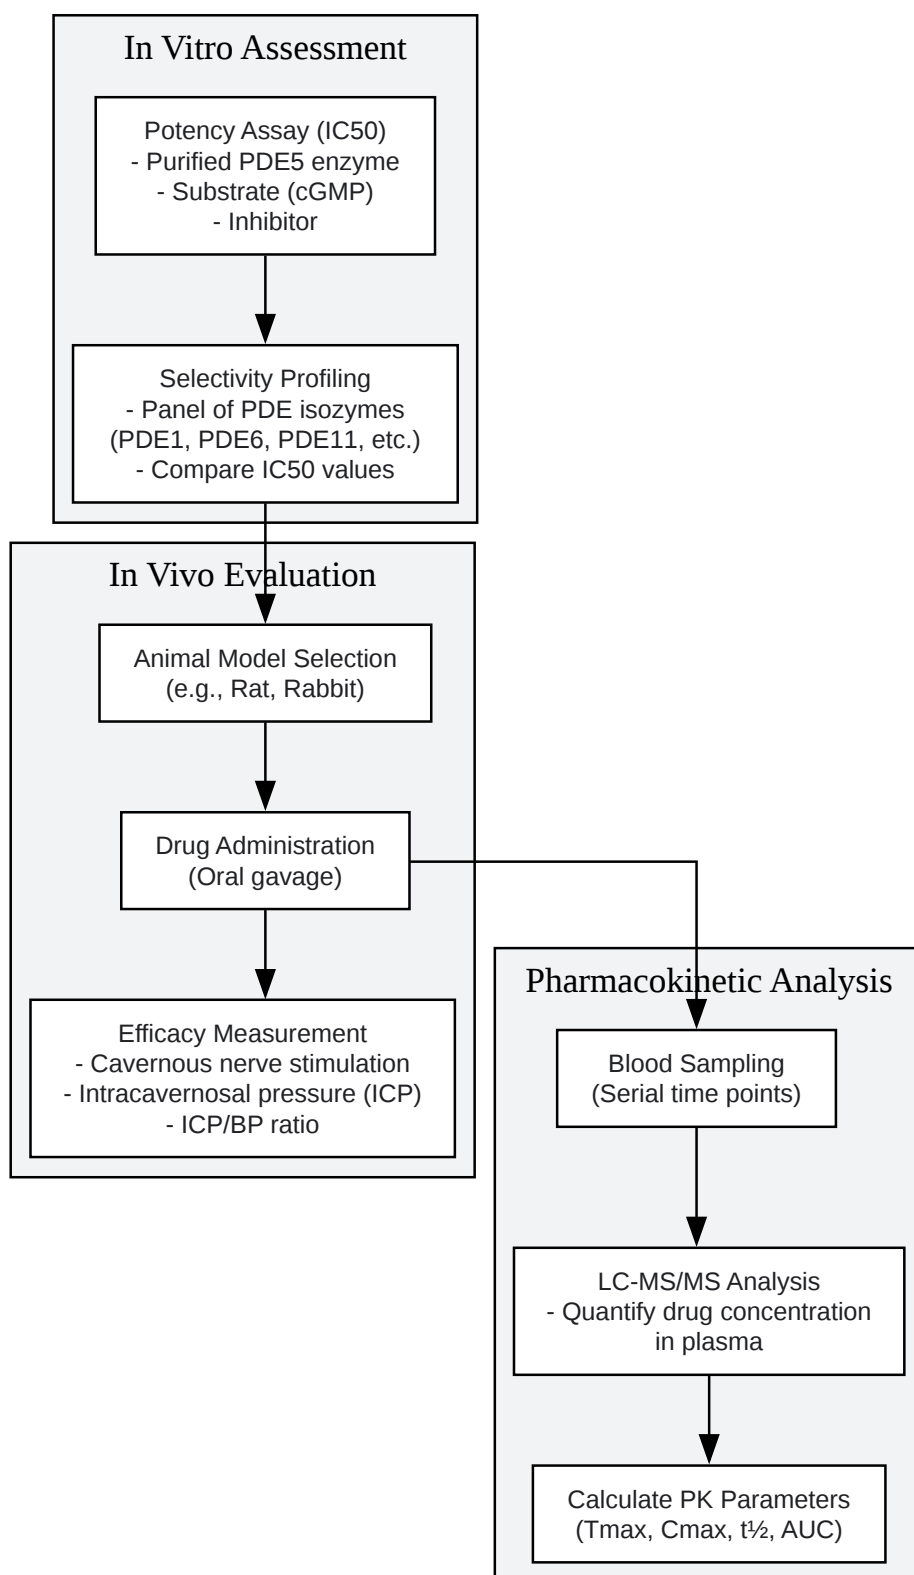 In Vitro Assessment
Potency Assay (IC50)
- Purified PDE5 enzyme
- Substrate (cGMP)
- Inhibitor
Selectivity Profiling
- Panel of PDE isozymes
(PDE1, PDE6, PDE11, etc.)
- Compare IC50 values
In Vivo Evaluation
Animal Model Selection
(e.g., Rat, Rabbit)
Drug Administration
(Oral gavage)
Efficacy Measurement
- Cavernous nerve stimulation
- Intracavernosal pressure (ICP)
- ICP/BP ratio
Pharmacokinetic Analysis
Blood Sampling
(Serial time points)
LC-MS/MS Analysis
- Quantify drug concentration
in plasma
Calculate PK Parameters
(Tmax, Cmax, t½, AUC)